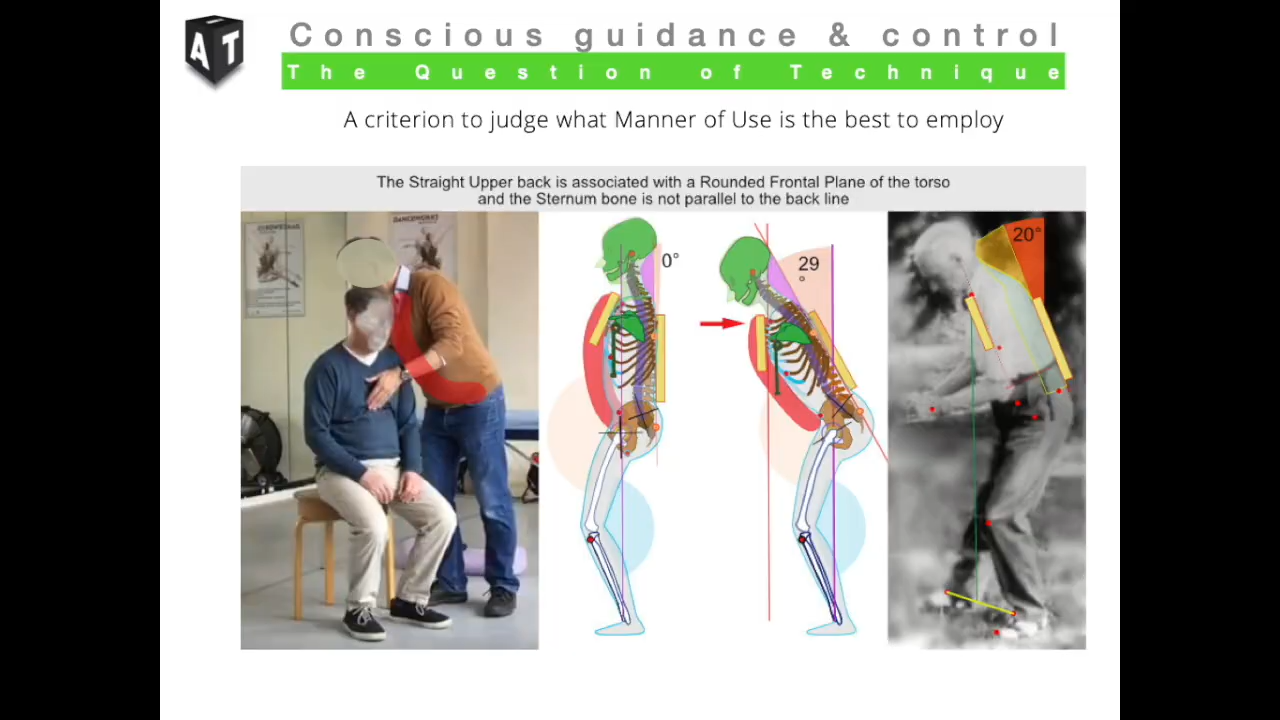 AT
Conscious guidance & control
The Question of Technique
A criterion to judge what Manner of Use is the best to employ
The Straight Upper back is associated with a Rounded Frontal Plane of the torso
and the Sternum bone is not parallel to the back line
DANCEWORKS
0°
29
°
20°